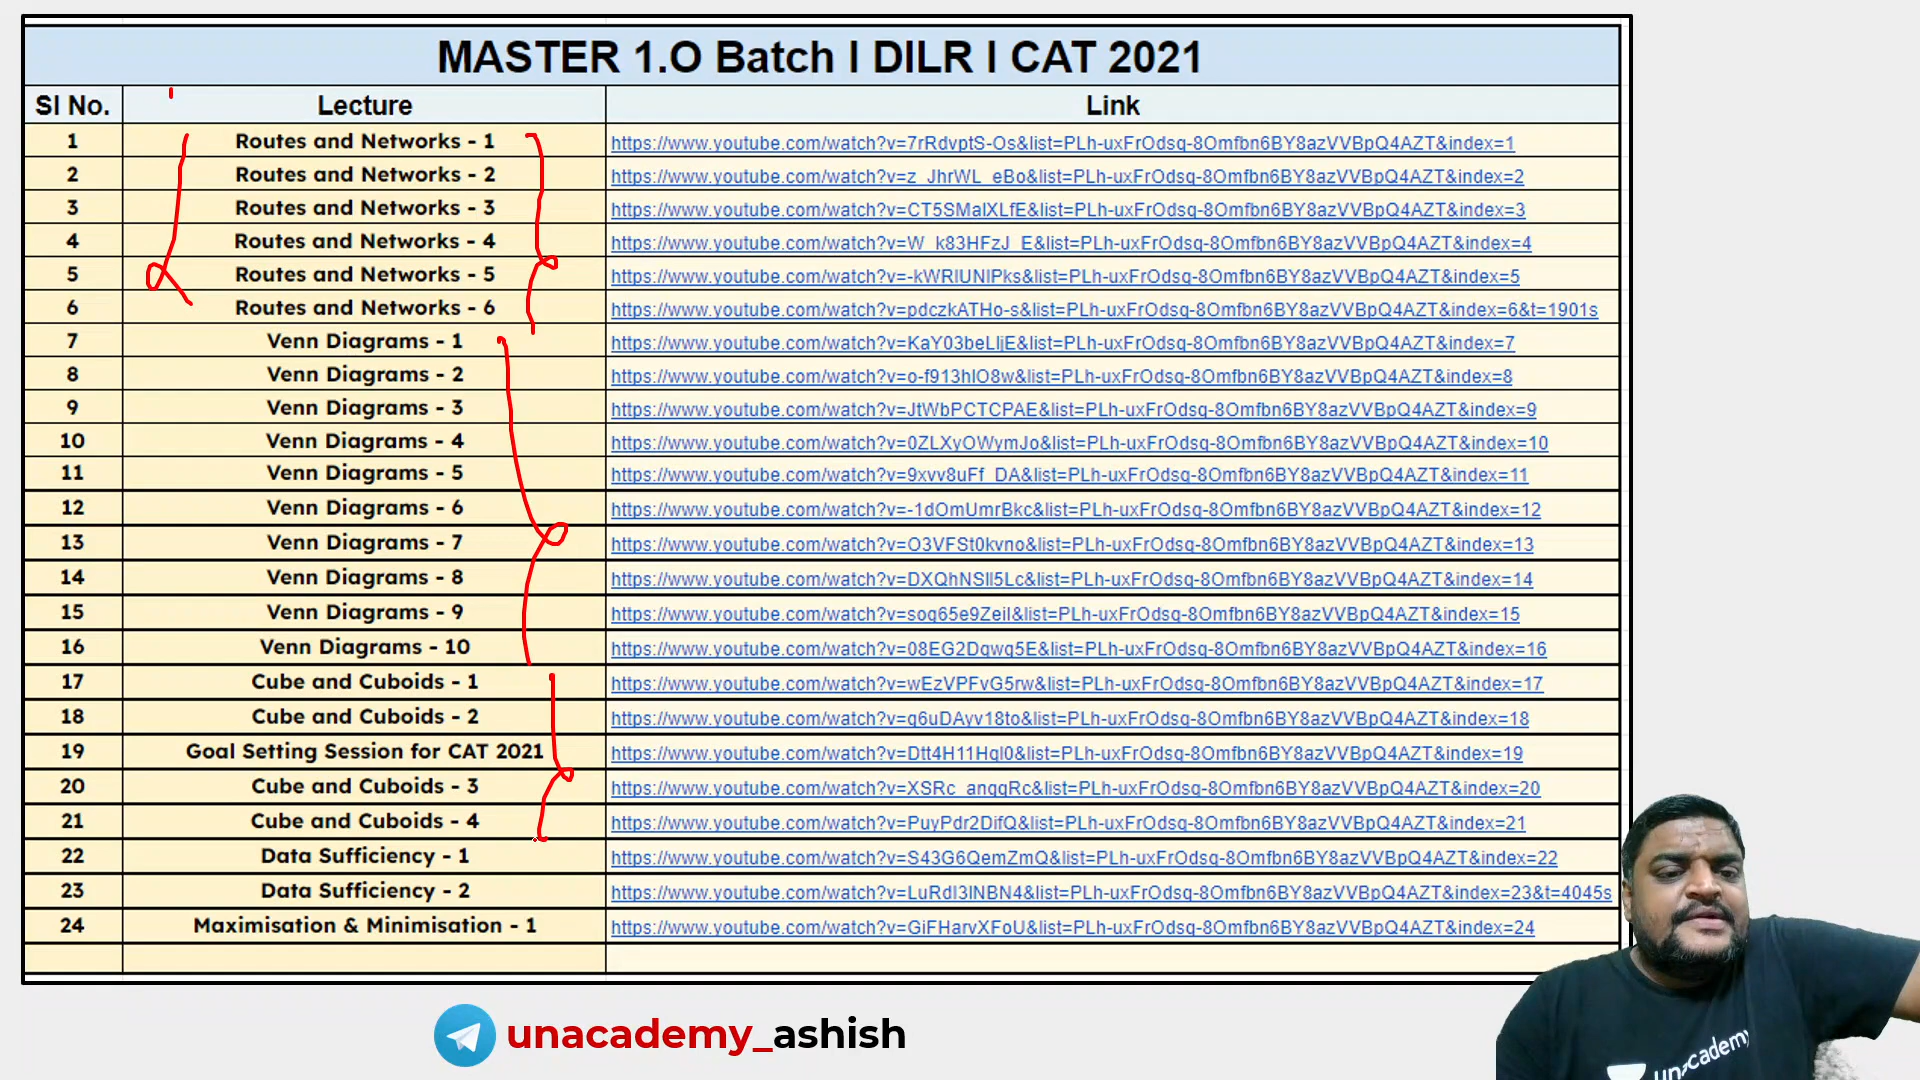 MASTER 1.O Batch I DILR I CAT 2021
Sl No. Lecture Link
1 Routes and Networks - 1 https://www.youtube.com/watch?v=7rRdvptS-Os&list=PLh-uxFrOdsq-8Omfbn6BY8azVVBpQ4AZT&index=1
2 Routes and Networks - 2 https://www.youtube.com/watch?v=z_JhrWL_eBo&list=PLh-uxFrOdsq-8Omfbn6BY8azVVBpQ4AZT&index=2
3 Routes and Networks - 3 https://www.youtube.com/watch?v=CT5SMaIXLfE&list=PLh-uxFrOdsq-8Omfbn6BY8azVVBpQ4AZT&index=3
4 Routes and Networks - 4 https://www.youtube.com/watch?v=W_k83HFzJ_E&list=PLh-uxFrOdsq-8Omfbn6BY8azVVBpQ4AZT&index=4
5 Routes and Networks - 5 https://www.youtube.com/watch?v=-kWRIUNIPks&list=PLh-uxFrOdsq-8Omfbn6BY8azVVBpQ4AZT&index=5
6 Routes and Networks - 6 https://www.youtube.com/watch?v=pdczkATHo-s&list=PLh-uxFrOdsq-8Omfbn6BY8azVVBpQ4AZT&index=6&t=1901s
7 Venn Diagrams - 1 https://www.youtube.com/watch?v=KaY03beLIjE&list=PLh-uxFrOdsq-8Omfbn6BY8azVVBpQ4AZT&index=7
8 Venn Diagrams - 2 https://www.youtube.com/watch?v=o-f913hIO8w&list=PLh-uxFrOdsq-8Omfbn6BY8azVVBpQ4AZT&index=8
9 Venn Diagrams - 3 https://www.youtube.com/watch?v=JtWbPCTCPAE&list=PLh-uxFrOdsq-8Omfbn6BY8azVVBpQ4AZT&index=9
10 Venn Diagrams - 4 https://www.youtube.com/watch?v=0ZLXyOWymJo&list=PLh-uxFrOdsq-8Omfbn6BY8azVVBpQ4AZT&index=10
11 Venn Diagrams - 5 https://www.youtube.com/watch?v=9xvv8uFf_DA&list=PLh-uxFrOdsq-8Omfbn6BY8azVVBpQ4AZT&index=11
12 Venn Diagrams - 6 https://www.youtube.com/watch?v=-1dOmUmrBkc&list=PLh-uxFrOdsq-8Omfbn6BY8azVVBpQ4AZT&index=12
13 Venn Diagrams - 7 https://www.youtube.com/watch?v=O3VFSt0kvno&list=PLh-uxFrOdsq-8Omfbn6BY8azVVBpQ4AZT&index=13
14 Venn Diagrams - 8 https://www.youtube.com/watch?v=DXQhNSII5Lc&list=PLh-uxFrOdsq-8Omfbn6BY8azVVBpQ4AZT&index=14
15 Venn Diagrams - 9 https://www.youtube.com/watch?v=soq65e9ZeiI&list=PLh-uxFrOdsq-8Omfbn6BY8azVVBpQ4AZT&index=15
16 Venn Diagrams - 10 https://www.youtube.com/watch?v=08EG2Dqwq5E&list=PLh-uxFrOdsq-8Omfbn6BY8azVVBpQ4AZT&index=16
17 Cube and Cuboids - 1 https://www.youtube.com/watch?v=wEzVPFvG5rw&list=PLh-uxFrOdsq-8Omfbn6BY8azVVBpQ4AZT&index=17
18 Cube and Cuboids - 2 https://www.youtube.com/watch?v=q6uDAyv18to&list=PLh-uxFrOdsq-8Omfbn6BY8azVVBpQ4AZT&index=18
19 Goal Setting Session for CAT 2021 https://www.youtube.com/watch?v=Dtt4H11HqI0&list=PLh-uxFrOdsq-8Omfbn6BY8azVVBpQ4AZT&index=19
20 Cube and Cuboids - 3 https://www.youtube.com/watch?v=XSRc_anqqRc&list=PLh-uxFrOdsq-8Omfbn6BY8azVVBpQ4AZT&index=20
21 Cube and Cuboids - 4 https://www.youtube.com/watch?v=PuyPdr2DifQ&list=PLh-uxFrOdsq-8Omfbn6BY8azVVBpQ4AZT&index=21
22 Data Sufficiency - 1 https://www.youtube.com/watch?v=S43G6QemZmQ&list=PLh-uxFrOdsq-8Omfbn6BY8azVVBpQ4AZT&index=22
23 Data Sufficiency - 2 https://www.youtube.com/watch?v=LuRdI3INBN4&list=PLh-uxFrOdsq-8Omfbn6BY8azVVBpQ4AZT&index=23&t=4045s
24 Maximisation & Minimisation - 1 https://www.youtube.com/watch?v=GiFHarvXFoU&list=PLh-uxFrOdsq-8Omfbn6BY8azVVBpQ4AZT&index=24
unacademy_ashish
unacademy